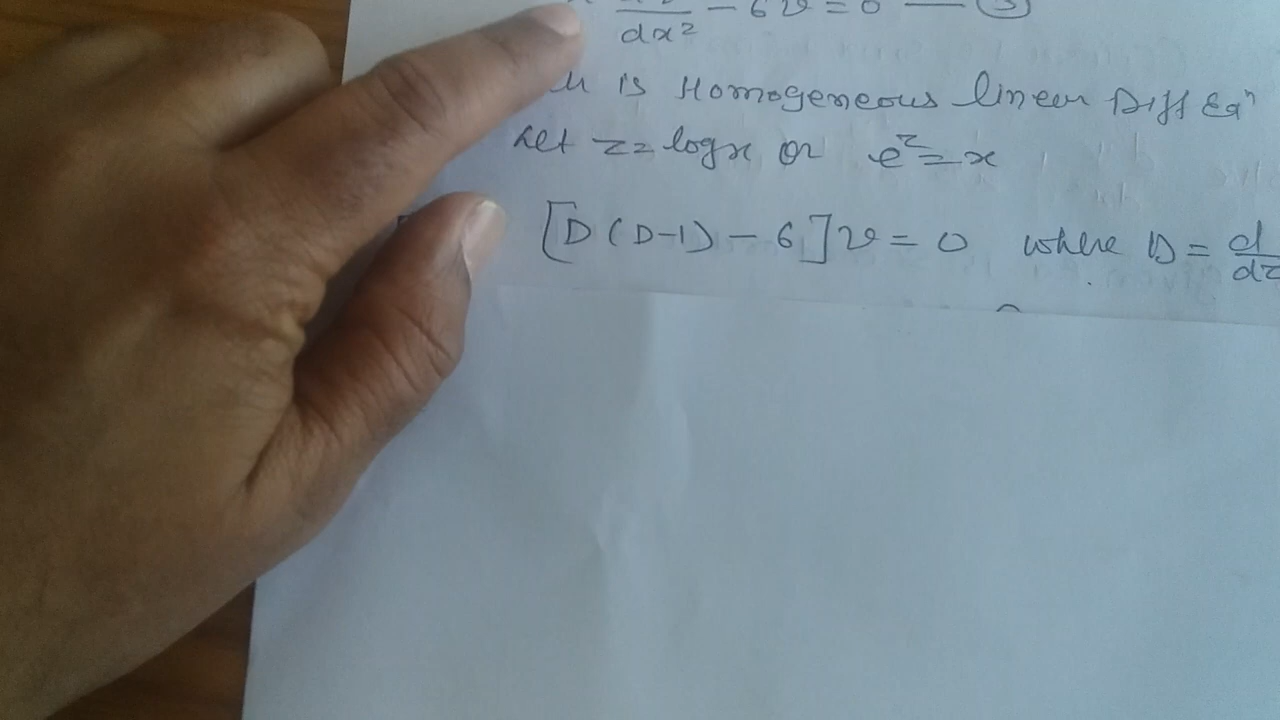 dx² - 6v = 0 — (3)
is Homogeneous linear Diff Eqⁿ
Let z = log x or e^z = x
[D(D-1) - 6]v = 0 where D = d/dz